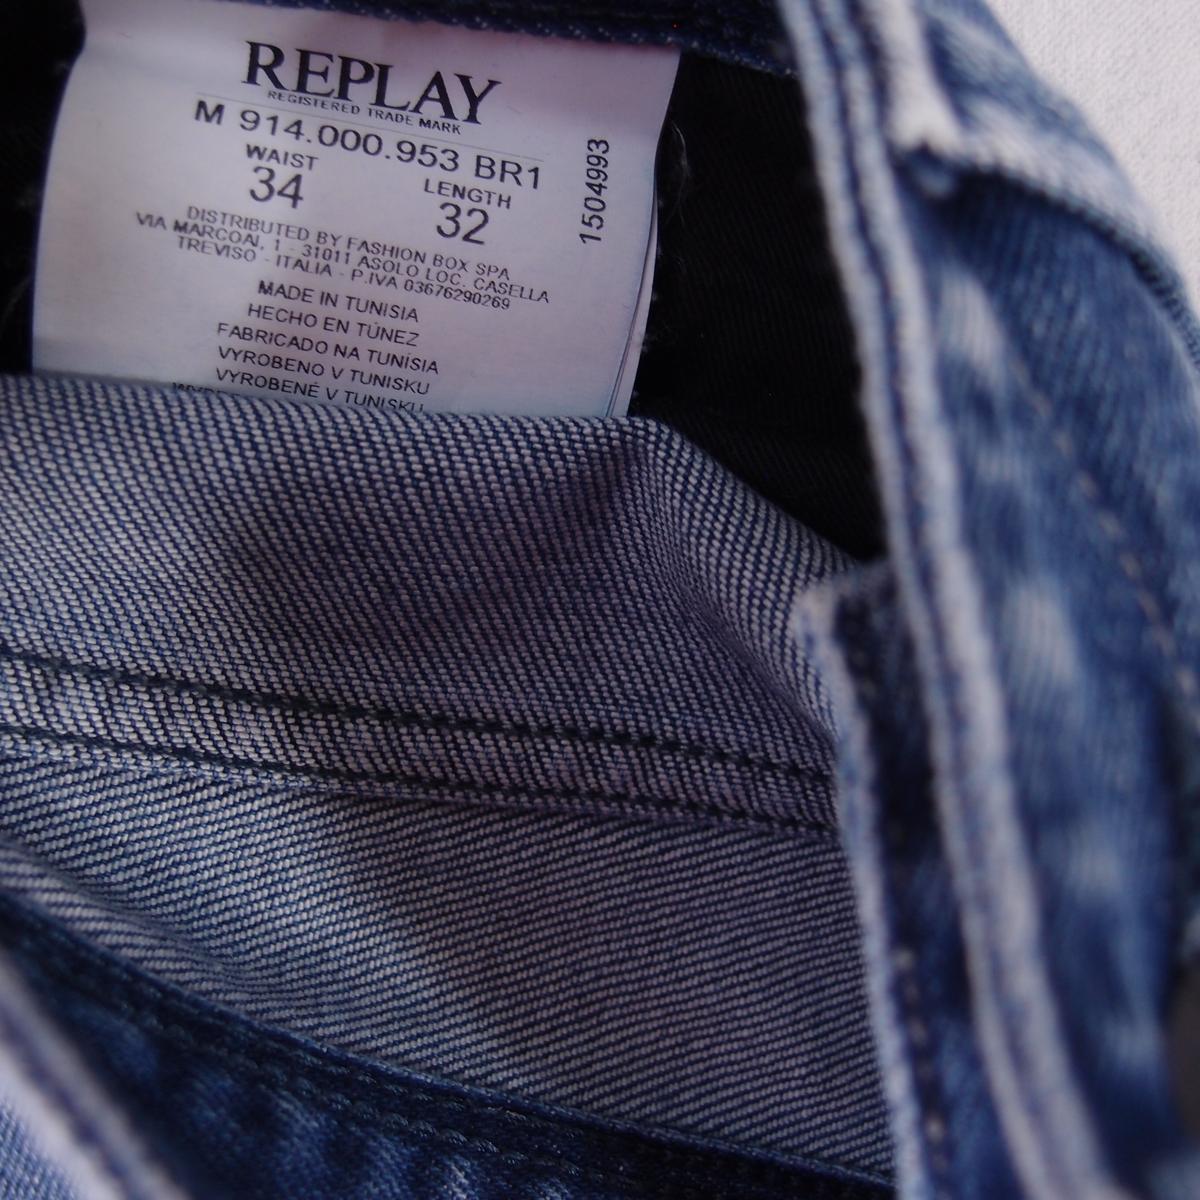 REPLAY
REGISTERED TRADE MARK
M 914.000.953 BR1
WAIST LENGTH
34 32
1504993
DISTRIBUTED BY FASHION BOX SPA
VIA MARCOAI, 1 - 31011 ASOLO LOC. CASELLA
TREVISO - ITALIA - P.IVA 03676290269
MADE IN TUNISIA
HECHO EN TÚNEZ
FABRICADO NA TUNÍSIA
VYROBENO V TUNISKU
VYROBENÉ V TUNISKU